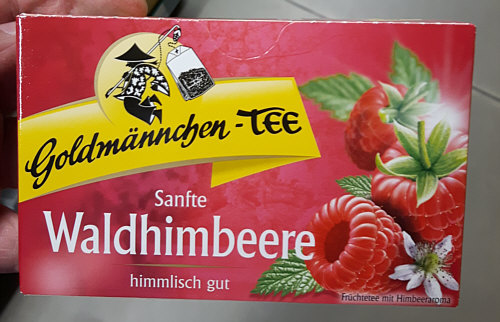 Goldmännchen-TEE
Sanfte
Waldhimbeere
himmlisch gut
Früchtetee mit Himbeeraroma